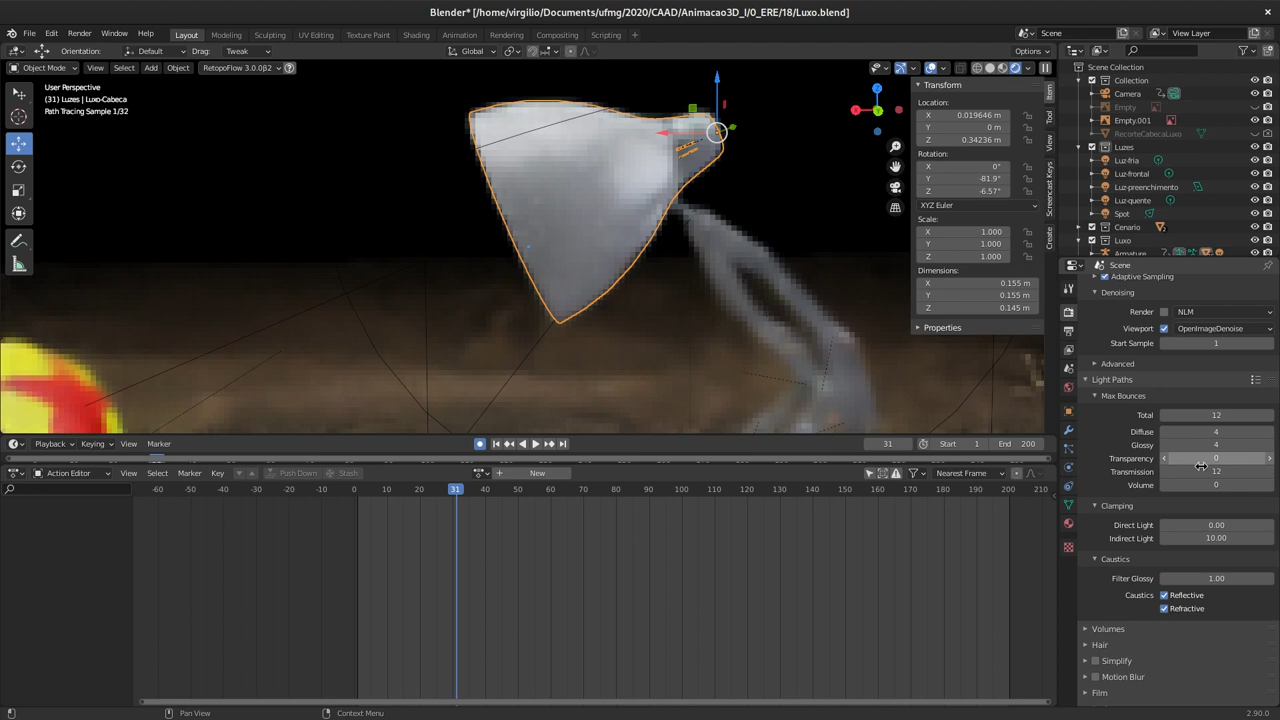 Blender* [/home/virgilio/Documents/ufmg/2020/CAAD/Animacao3D_I/0_ERE/18/Luxo.blend]
File Edit Render Window Help Layout Modeling Sculpting UV Editing Texture Paint Shading Animation Rendering Compositing Scripting Scene View Layer
Orientation: Default Drag: Tweak Global Options
Object Mode View Select Add Object RetopoFlow 3.0.0β2
User Perspective
(31) Luzes | Luxo-Cabeca
Path Tracing Sample 1/32
Transform
Location:
X 0.019646 m
Y 0 m
Z 0.34236 m
Rotation:
X 0°
Y -81.9°
Z -6.57°
XYZ Euler
Scale:
X 1.000
Y 1.000
Z 1.000
Dimensions:
X 0.155 m
Y 0.155 m
Z 0.145 m
Properties
Item
Tool
View
Screencast Keys
Create
Scene Collection
Collection
Camera
Empty
Empty.001
RecorteCabecaLuxo
Luzes
Luz-fria
Luz-frontal
Luz-preenchimento
Luz-quente
Spot
Cenario
Luxo
Armature
Scene
Adaptive Sampling
Denoising
Render NLM
Viewport OpenImageDenoise
Start Sample 1
Advanced
Light Paths
Max Bounces
Total 12
Diffuse 4
Glossy 4
Transparency 0
Transmission 12
Volume 0
Clamping
Direct Light 0.00
Indirect Light 10.00
Caustics
Filter Glossy 1.00
Caustics Reflective
Refractive
Volumes
Hair
Simplify
Motion Blur
Film
Playback Keying View Marker 31 Start 1 End 200
Action Editor View Select Marker Key Push Down Stash New Nearest Frame
-60 -50 -40 -30 -20 -10 0 10 20 31 40 50 60 70 80 90 100 110 120 130 140 150 160 170 180 190 200 210
Pan View Context Menu 2.90.0